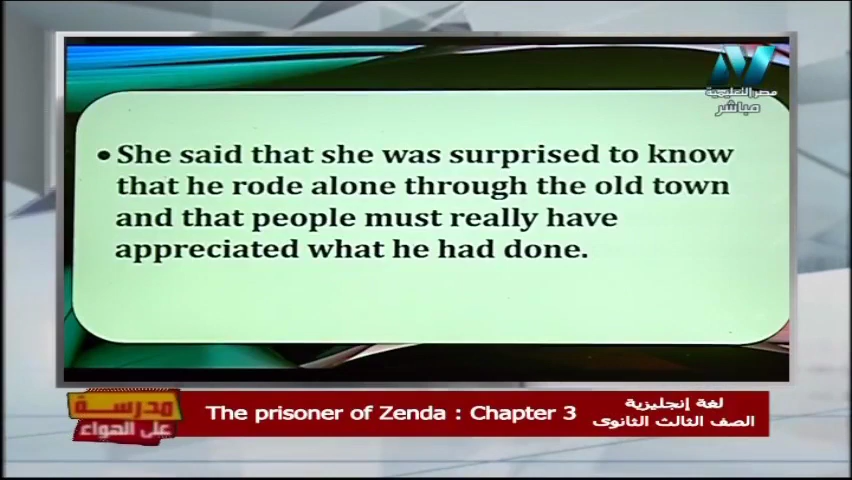 مصر التعليمية
مباشر
• She said that she was surprised to know
that he rode alone through the old town
and that people must really have
appreciated what he had done.
مدرسة
على الهواء
The prisoner of Zenda : Chapter 3
لغة إنجليزية
الصف الثالث الثانوى